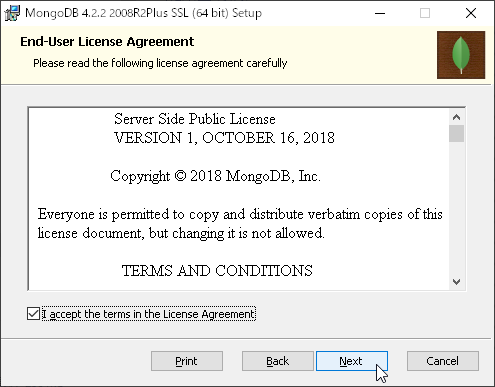 MongoDB 4.2.2 2008R2Plus SSL (64 bit) Setup
End-User License Agreement
Please read the following license agreement carefully
Server Side Public License
VERSION 1, OCTOBER 16, 2018
Copyright © 2018 MongoDB, Inc.
Everyone is permitted to copy and distribute verbatim copies of this
license document, but changing it is not allowed.
TERMS AND CONDITIONS
I accept the terms in the License Agreement
Print
Back
Next
Cancel